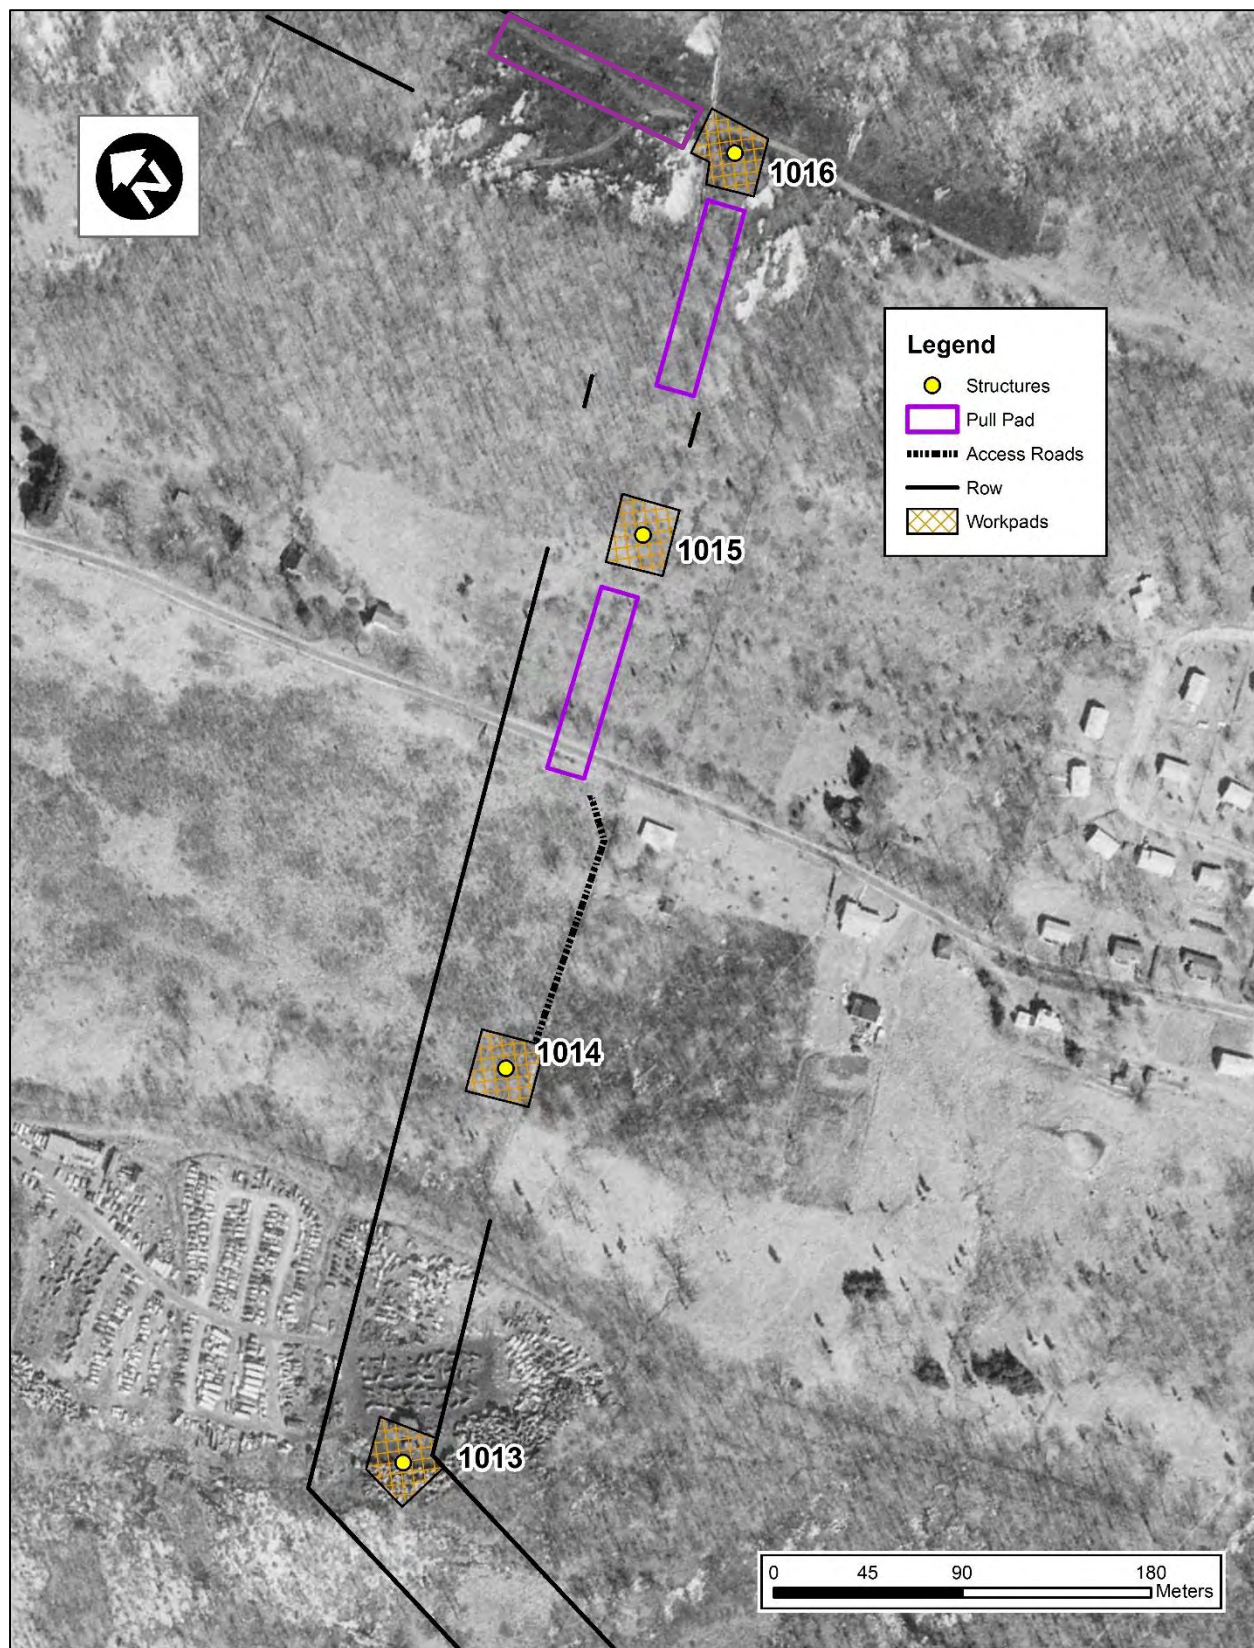 N
1016
Legend
Structures
Pull Pad
Access Roads
Row
Workpads
1015
1014
1013
0 45 90 180
Meters